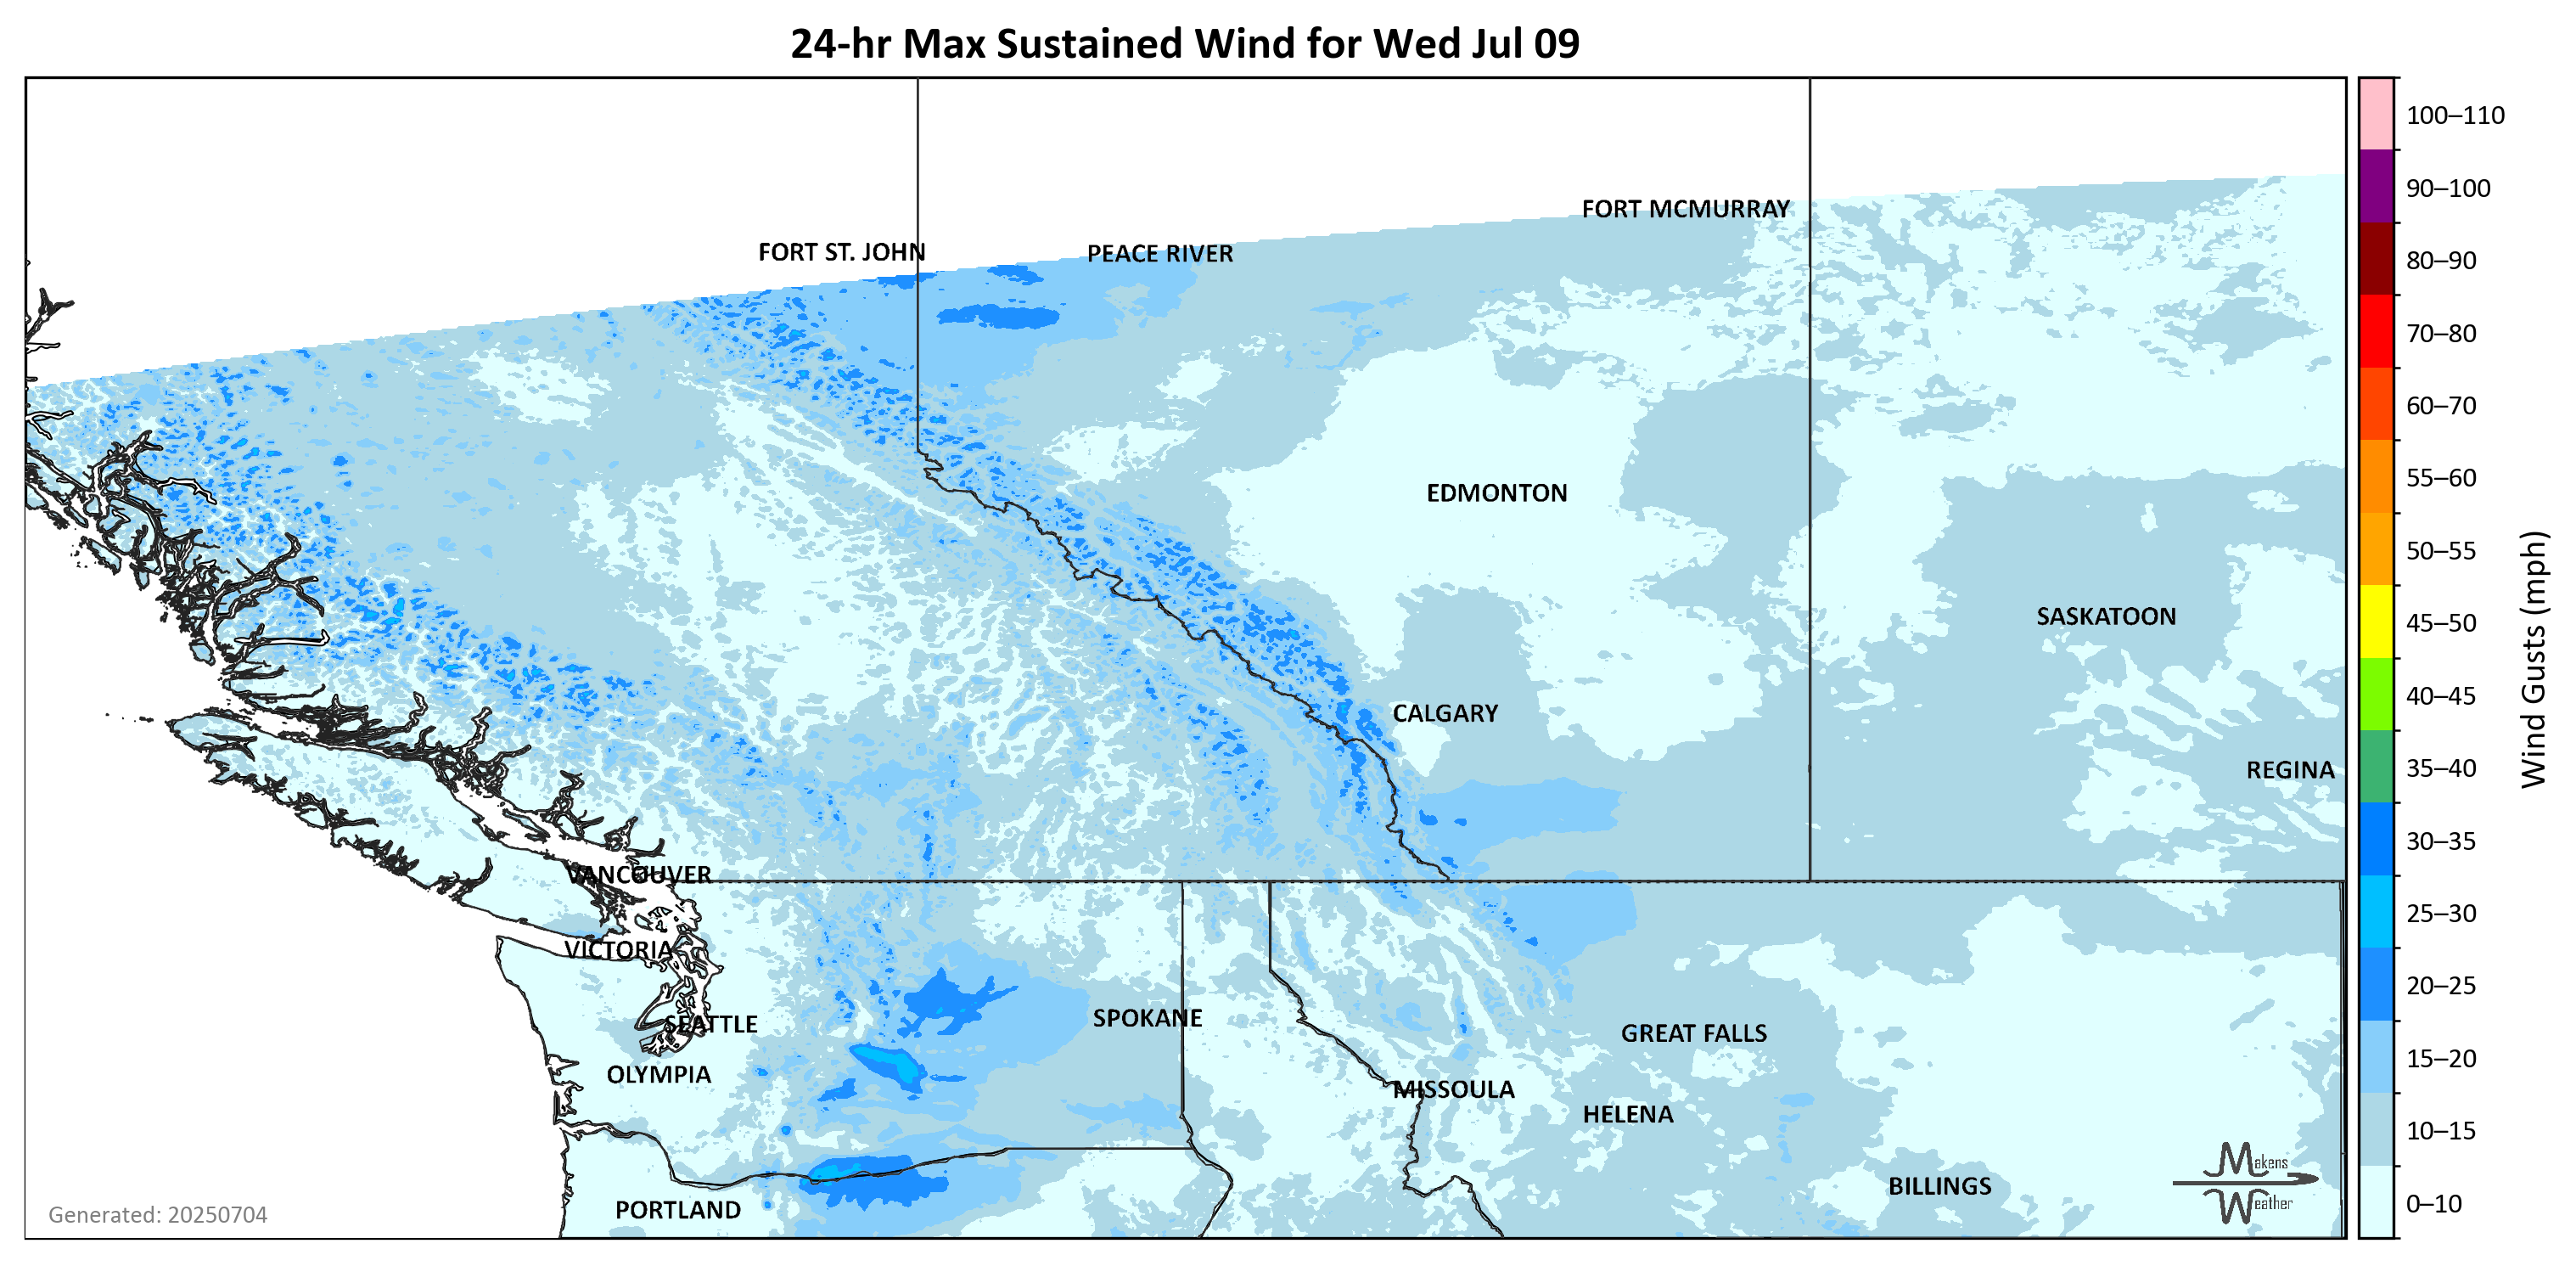 24-hr Max Sustained Wind for Wed Jul 09
100–110
90–100
80–90
70–80
60–70
55–60
50–55
45–50
40–45
35–40
30–35
25–30
20–25
15–20
10–15
0–10
Wind Gusts (mph)
FORT MCMURRAY
FORT ST. JOHN
PEACE RIVER
EDMONTON
SASKATOON
CALGARY
REGINA
VANCOUVER
VICTORIA
SEATTLE
SPOKANE
GREAT FALLS
OLYMPIA
MISSOULA
HELENA
BILLINGS
PORTLAND
Makens
Weather
Generated: 20250704